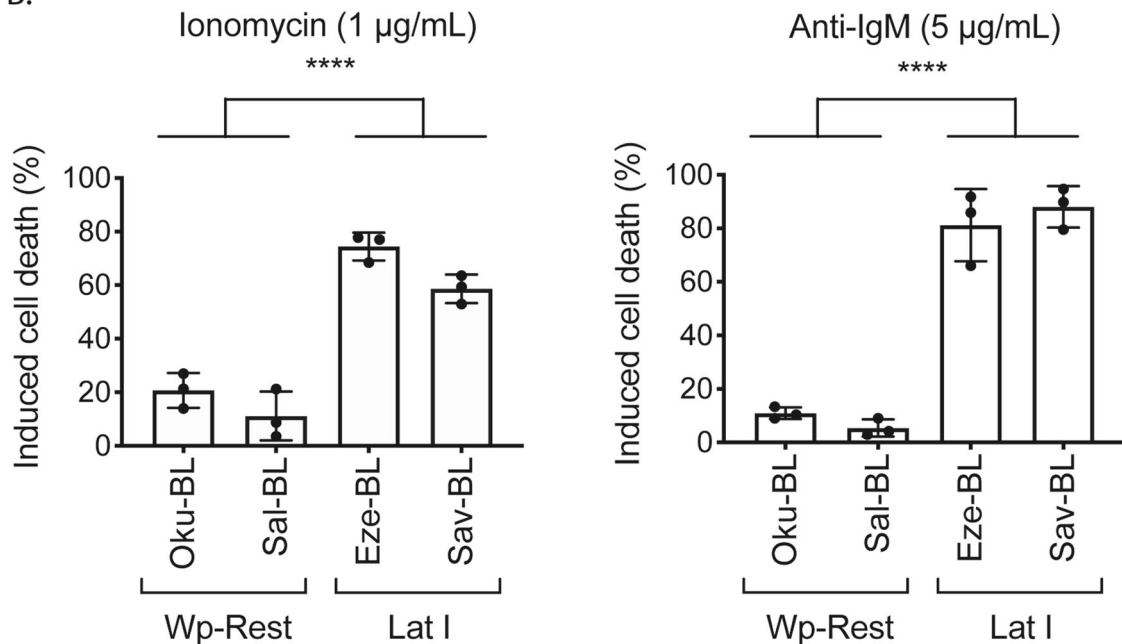 B.
Ionomycin (1 µg/mL)
****
Induced cell death (%)
100
80
60
40
20
0
Oku-BL
Sal-BL
Eze-BL
Sav-BL
Wp-Rest
Lat I
Anti-IgM (5 µg/mL)
****
Induced cell death (%)
100
80
60
40
20
0
Oku-BL
Sal-BL
Eze-BL
Sav-BL
Wp-Rest
Lat I